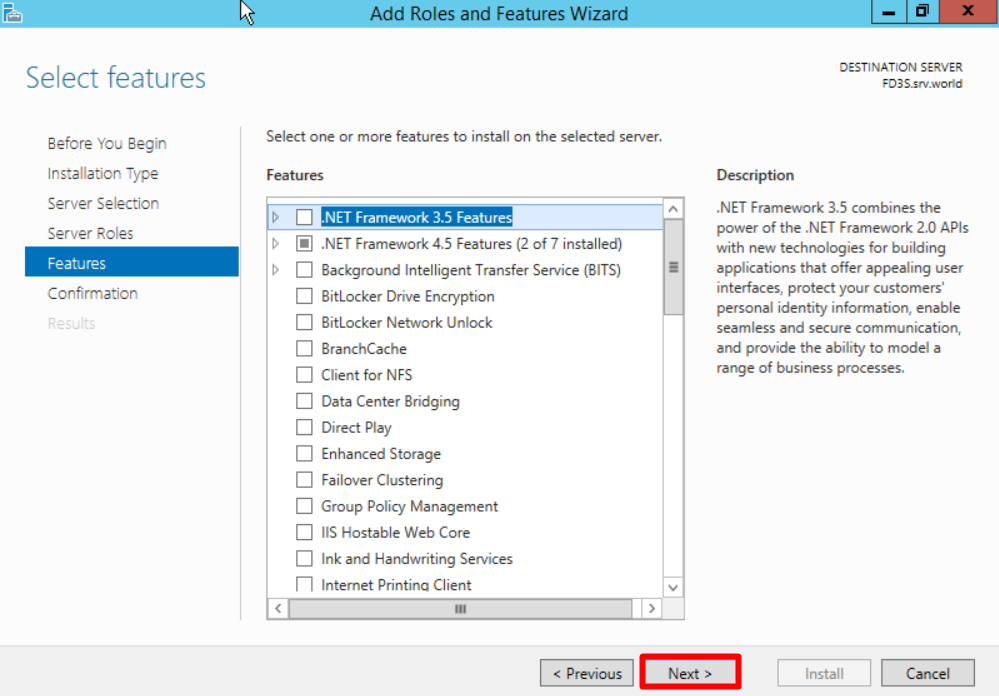 Add Roles and Features Wizard
Select features
DESTINATION SERVER
FD3S.srv.world
Before You Begin
Installation Type
Server Selection
Server Roles
Features
Confirmation
Results
Select one or more features to install on the selected server.
Features
.NET Framework 3.5 Features
.NET Framework 4.5 Features (2 of 7 installed)
Background Intelligent Transfer Service (BITS)
BitLocker Drive Encryption
BitLocker Network Unlock
BranchCache
Client for NFS
Data Center Bridging
Direct Play
Enhanced Storage
Failover Clustering
Group Policy Management
IIS Hostable Web Core
Ink and Handwriting Services
Internet Printing Client
Description
.NET Framework 3.5 combines the
power of the .NET Framework 2.0 APIs
with new technologies for building
applications that offer appealing user
interfaces, protect your customers'
personal identity information, enable
seamless and secure communication,
and provide the ability to model a
range of business processes.
< Previous
Next >
Install
Cancel